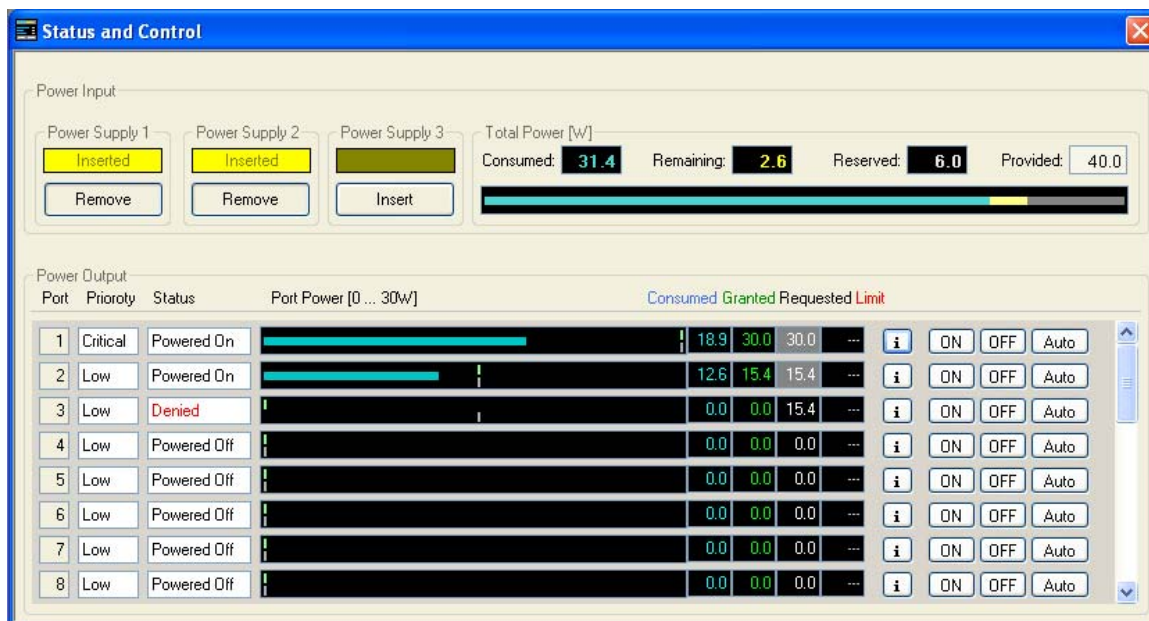 Status and Control
Power Input
Power Supply 1 Power Supply 2 Power Supply 3 Total Power [W]
Inserted Inserted Consumed: 31.4 Remaining: 2.6 Reserved: 6.0 Provided: 40.0
Remove Remove Insert
Power Output
Port Prioroty Status Port Power [0 ... 30W] Consumed Granted Requested Limit
1 Critical Powered On 18.9 30.0 30.0 --- i ON OFF Auto
2 Low Powered On 12.6 15.4 15.4 --- i ON OFF Auto
3 Low Denied 0.0 0.0 15.4 --- i ON OFF Auto
4 Low Powered Off 0.0 0.0 0.0 --- i ON OFF Auto
5 Low Powered Off 0.0 0.0 0.0 --- i ON OFF Auto
6 Low Powered Off 0.0 0.0 0.0 --- i ON OFF Auto
7 Low Powered Off 0.0 0.0 0.0 --- i ON OFF Auto
8 Low Powered Off 0.0 0.0 0.0 --- i ON OFF Auto